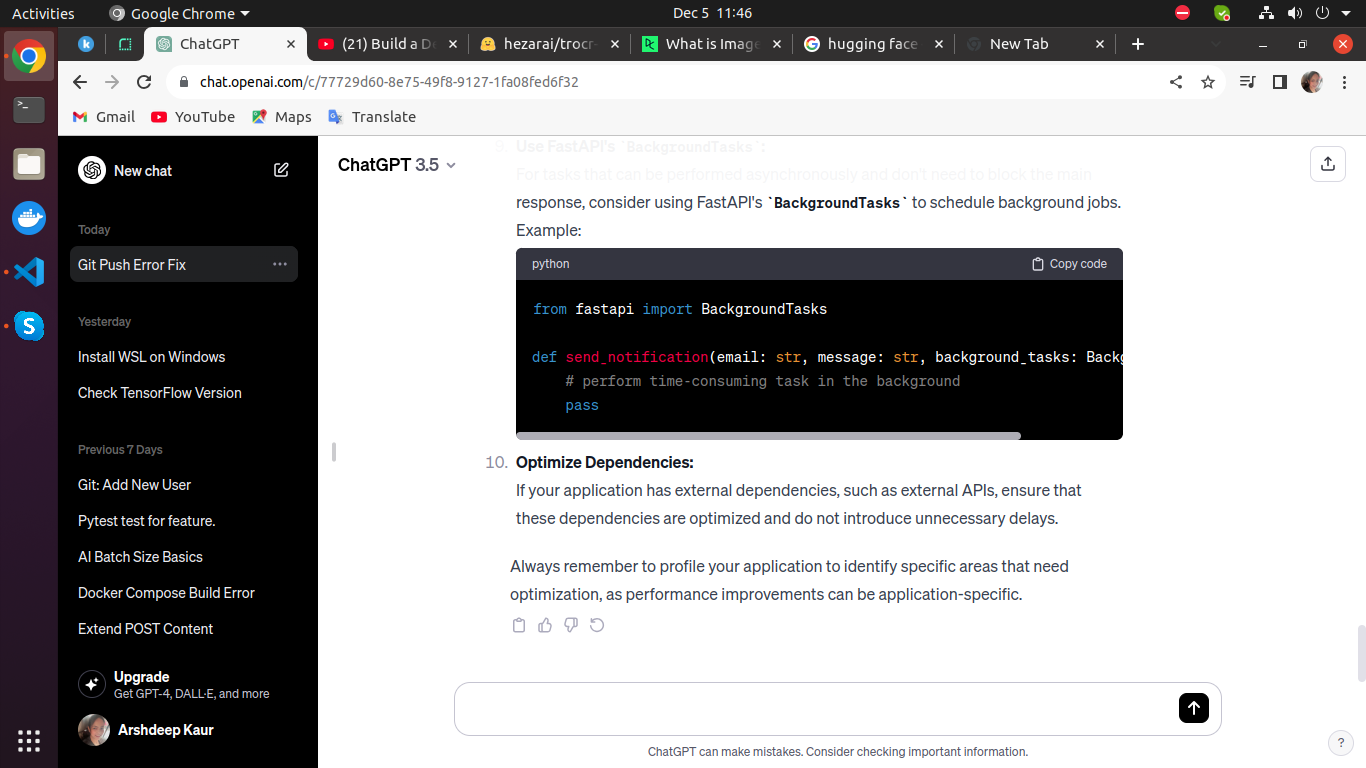 Activities
Google Chrome
Dec 5 11:46
ChatGPT
(21) Build a De
hezarai/trocr-
What is Image
hugging face
New Tab
chat.openai.com/c/77729d60-8e75-49f8-9127-1fa08fed6f32
Gmail
YouTube
Maps
Translate
New chat
Today
Git Push Error Fix
Yesterday
Install WSL on Windows
Check TensorFlow Version
Previous 7 Days
Git: Add New User
Pytest test for feature.
AI Batch Size Basics
Docker Compose Build Error
Extend POST Content
Upgrade
Get GPT-4, DALL·E, and more
Arshdeep Kaur
ChatGPT 3.5
9. Use FastAPI's `BackgroundTasks`:
For tasks that can be performed asynchronously and don't need to block the main
response, consider using FastAPI's `BackgroundTasks` to schedule background jobs.
Example:
python
Copy code
from fastapi import BackgroundTasks
def send_notification(email: str, message: str, background_tasks: Backg
# perform time-consuming task in the background
pass
10. Optimize Dependencies:
If your application has external dependencies, such as external APIs, ensure that
these dependencies are optimized and do not introduce unnecessary delays.
Always remember to profile your application to identify specific areas that need
optimization, as performance improvements can be application-specific.
ChatGPT can make mistakes. Consider checking important information.
?